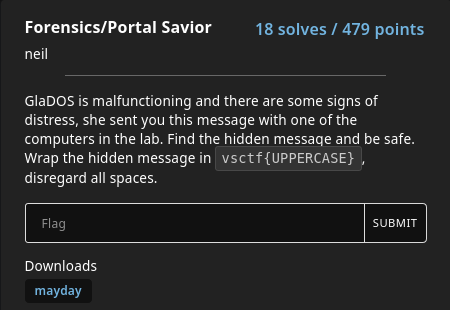 Forensics/Portal Savior
18 solves / 479 points
neil
GlaDOS is malfunctioning and there are some signs of
distress, she sent you this message with one of the
computers in the lab. Find the hidden message and be safe.
Wrap the hidden message in vsctf{UPPERCASE},
disregard all spaces.
Flag
SUBMIT
Downloads
mayday